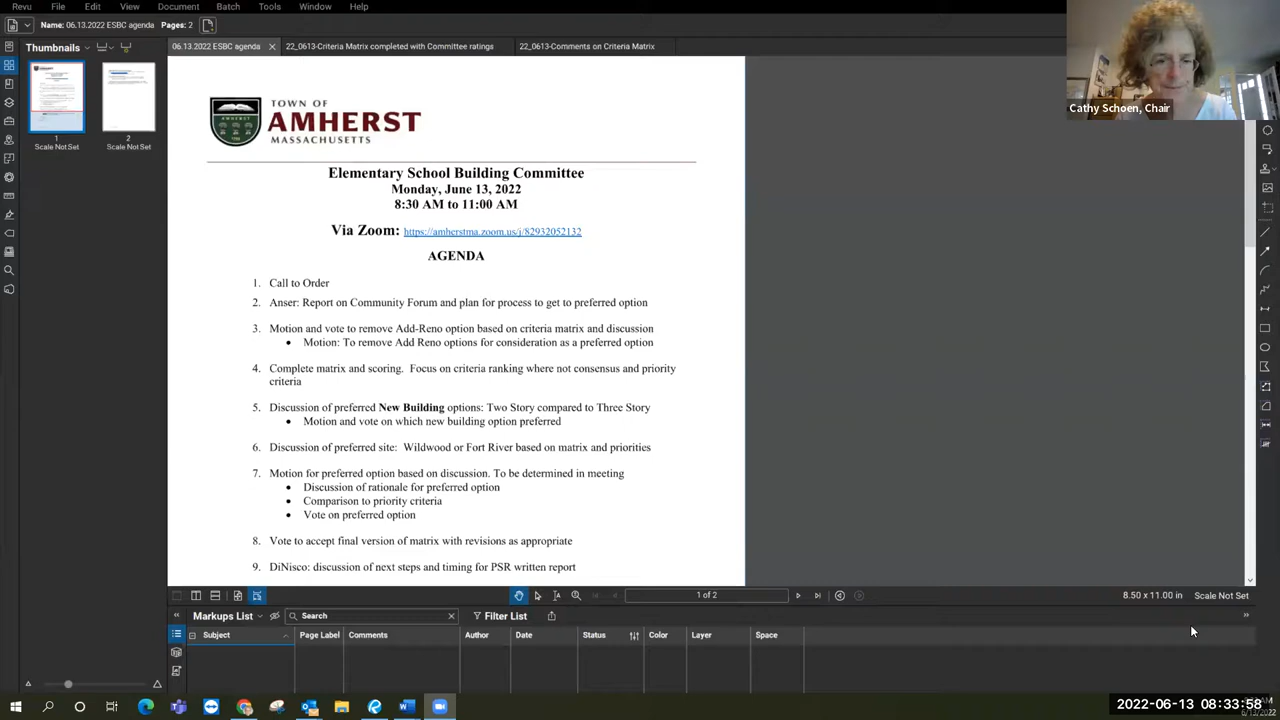 Revu File Edit View Document Batch Tools Window Help
Name: 06.13.2022 ESBC agenda Pages: 2
Thumbnails
06.13.2022 ESBC agenda
22_0613-Criteria Matrix completed with Committee ratings
22_0613-Comments on Criteria Matrix
Cathy Schoen, Chair
1
Scale Not Set
2
Scale Not Set
TOWN OF
AMHERST
MASSACHUSETTS
Elementary School Building Committee
Monday, June 13, 2022
8:30 AM to 11:00 AM
Via Zoom: https://amherstma.zoom.us/j/82932052132
AGENDA
1. Call to Order
2. Anser: Report on Community Forum and plan for process to get to preferred option
3. Motion and vote to remove Add-Reno option based on criteria matrix and discussion
• Motion: To remove Add Reno options for consideration as a preferred option
4. Complete matrix and scoring. Focus on criteria ranking where not consensus and priority
criteria
5. Discussion of preferred New Building options: Two Story compared to Three Story
• Motion and vote on which new building option preferred
6. Discussion of preferred site: Wildwood or Fort River based on matrix and priorities
7. Motion for preferred option based on discussion. To be determined in meeting
• Discussion of rationale for preferred option
• Comparison to priority criteria
• Vote on preferred option
8. Vote to accept final version of matrix with revisions as appropriate
9. DiNisco: discussion of next steps and timing for PSR written report
1 of 2
8.50 x 11.00 in Scale Not Set
Markups List Search Filter List
Subject Page Label Comments Author Date Status Color Layer Space
2022-06-13 08:33:58